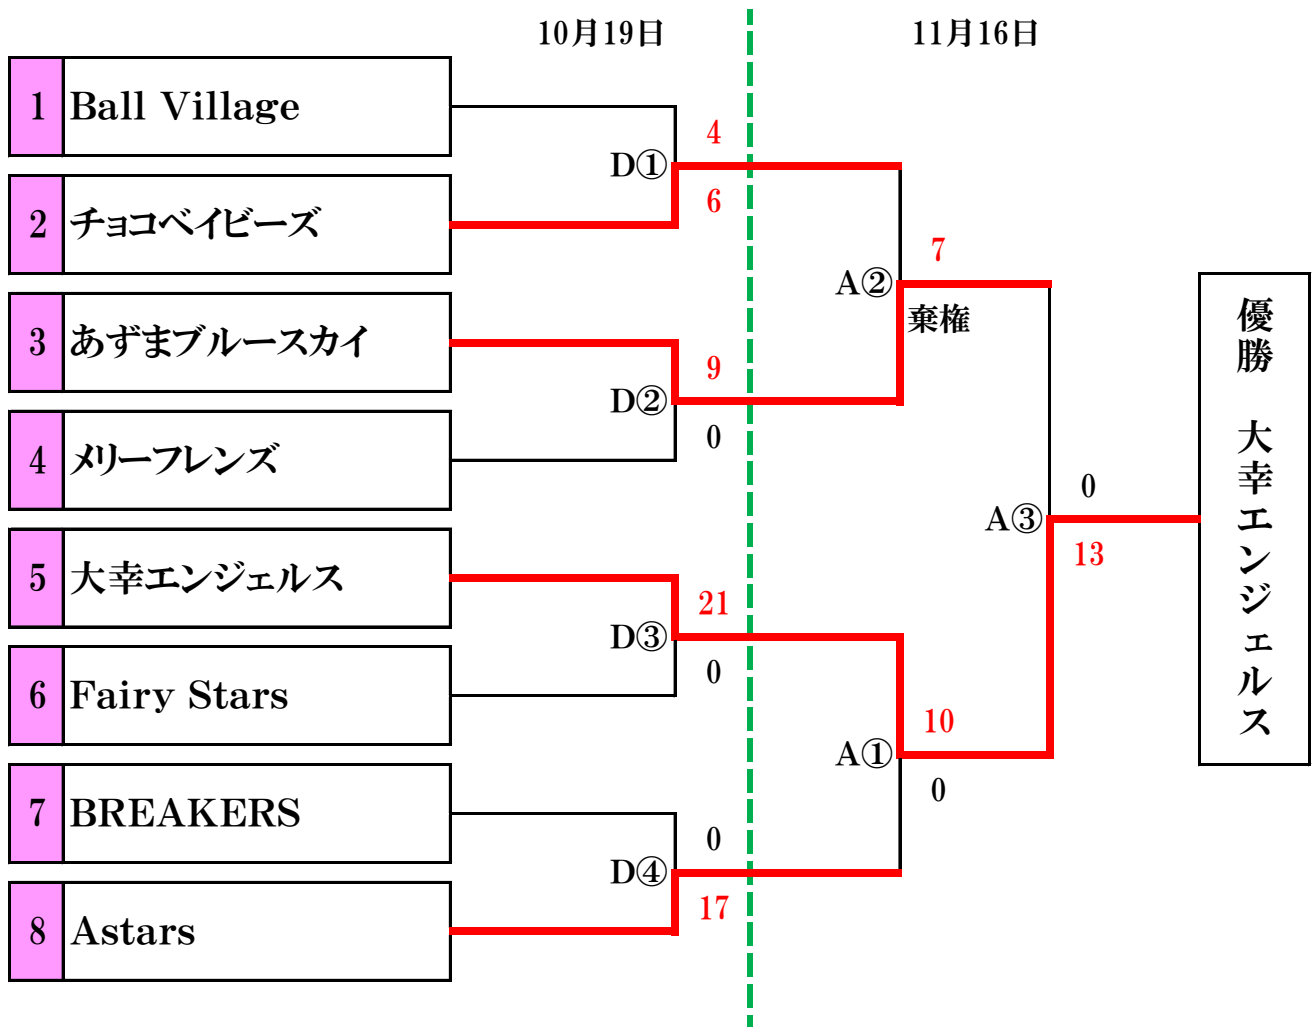 10月19日
11月16日
1 Ball Village
4
D①
6
2 チョコベイビーズ
7
A②
棄権
3 あずまブルースカイ
9
D②
0
4 メリーフレンズ
0
A③
13
優勝 大幸エンジェルス
5 大幸エンジェルス
21
D③
0
6 Fairy Stars
10
A①
0
7 BREAKERS
0
D④
17
8 Astars